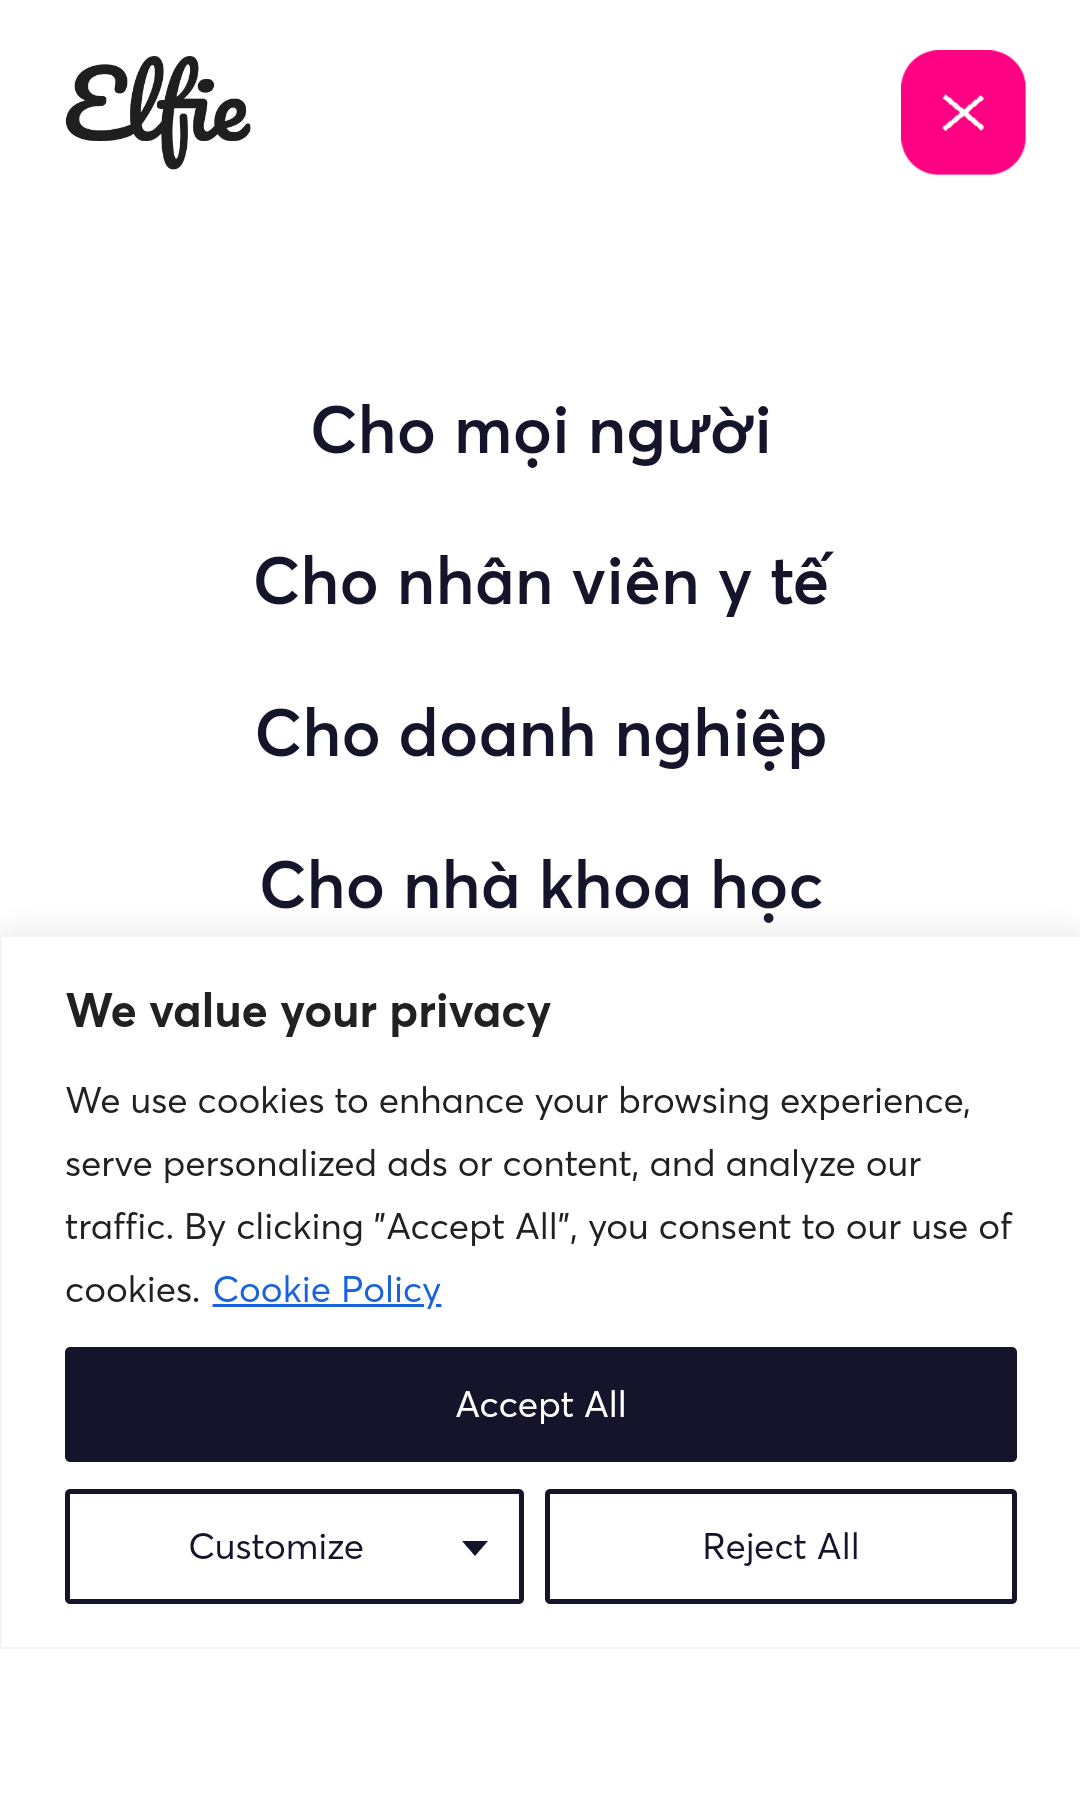 Elfie
Cho mọi người
Cho nhân viên y tế
Cho doanh nghiệp
Cho nhà khoa học
We value your privacy
We use cookies to enhance your browsing experience,
serve personalized ads or content, and analyze our
traffic. By clicking "Accept All", you consent to our use of
cookies. Cookie Policy
Accept All
Customize
Reject All